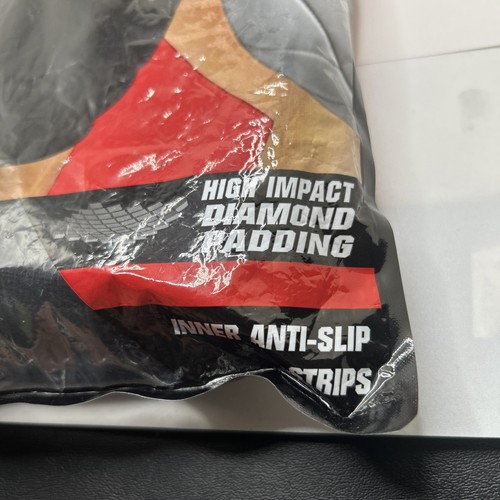 HIGH IMPACT
DIAMOND
PADDING
INNER ANTI-SLIP
STRIPS